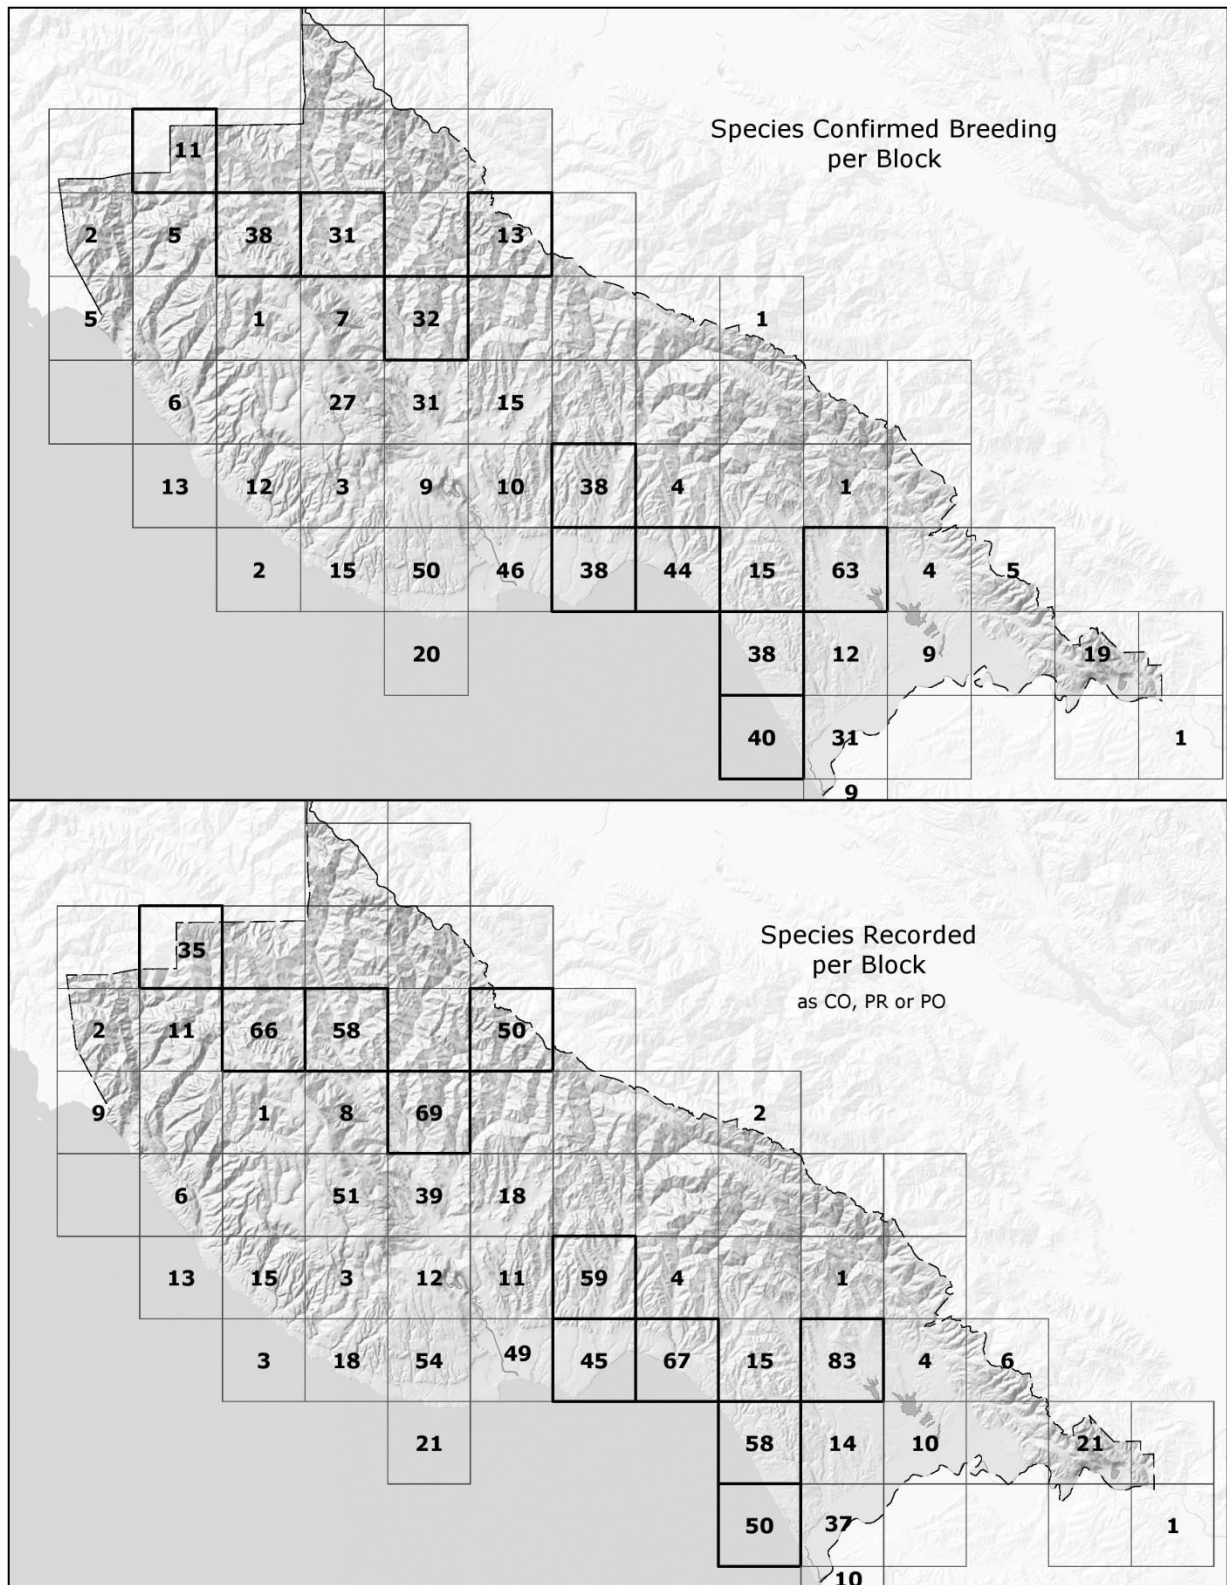 Species Confirmed Breeding
per Block
11
2 5 38 31 13
5 1 7 32 1
6 27 31 15
13 12 3 9 10 38 4 1
2 15 50 46 38 44 15 63 4 5
20 38 12 9 19
40 31 1
9
Species Recorded
per Block
as CO, PR or PO
35
2 11 66 58 50
9 1 8 69 2
6 51 39 18
13 15 3 12 11 59 4 1
3 18 54 49 45 67 15 83 4 6
21 58 14 10 21
50 37 1
10